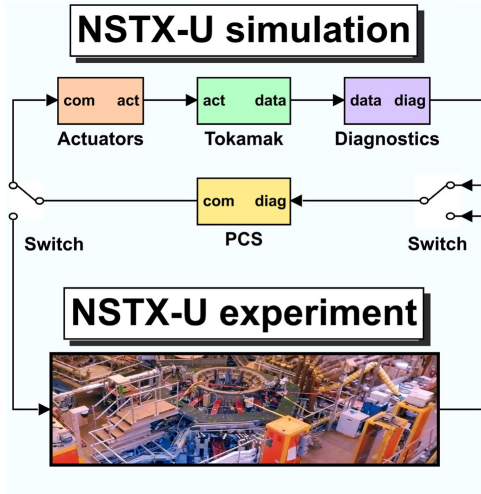 NSTX-U simulation
com act
act data
data diag
Actuators
Tokamak
Diagnostics
com diag
Switch
PCS
Switch
NSTX-U experiment